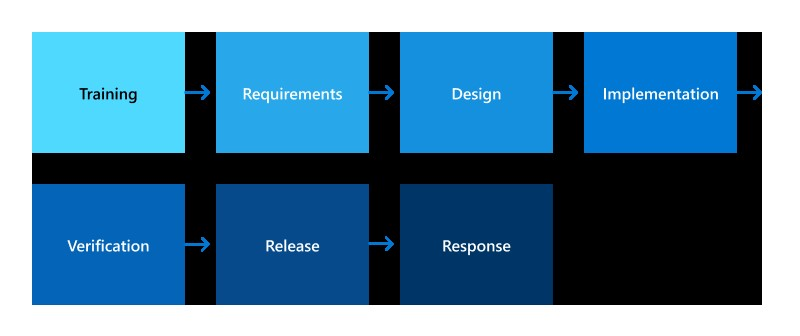 Training
Requirements
Design
Implementation
Verification
Release
Response